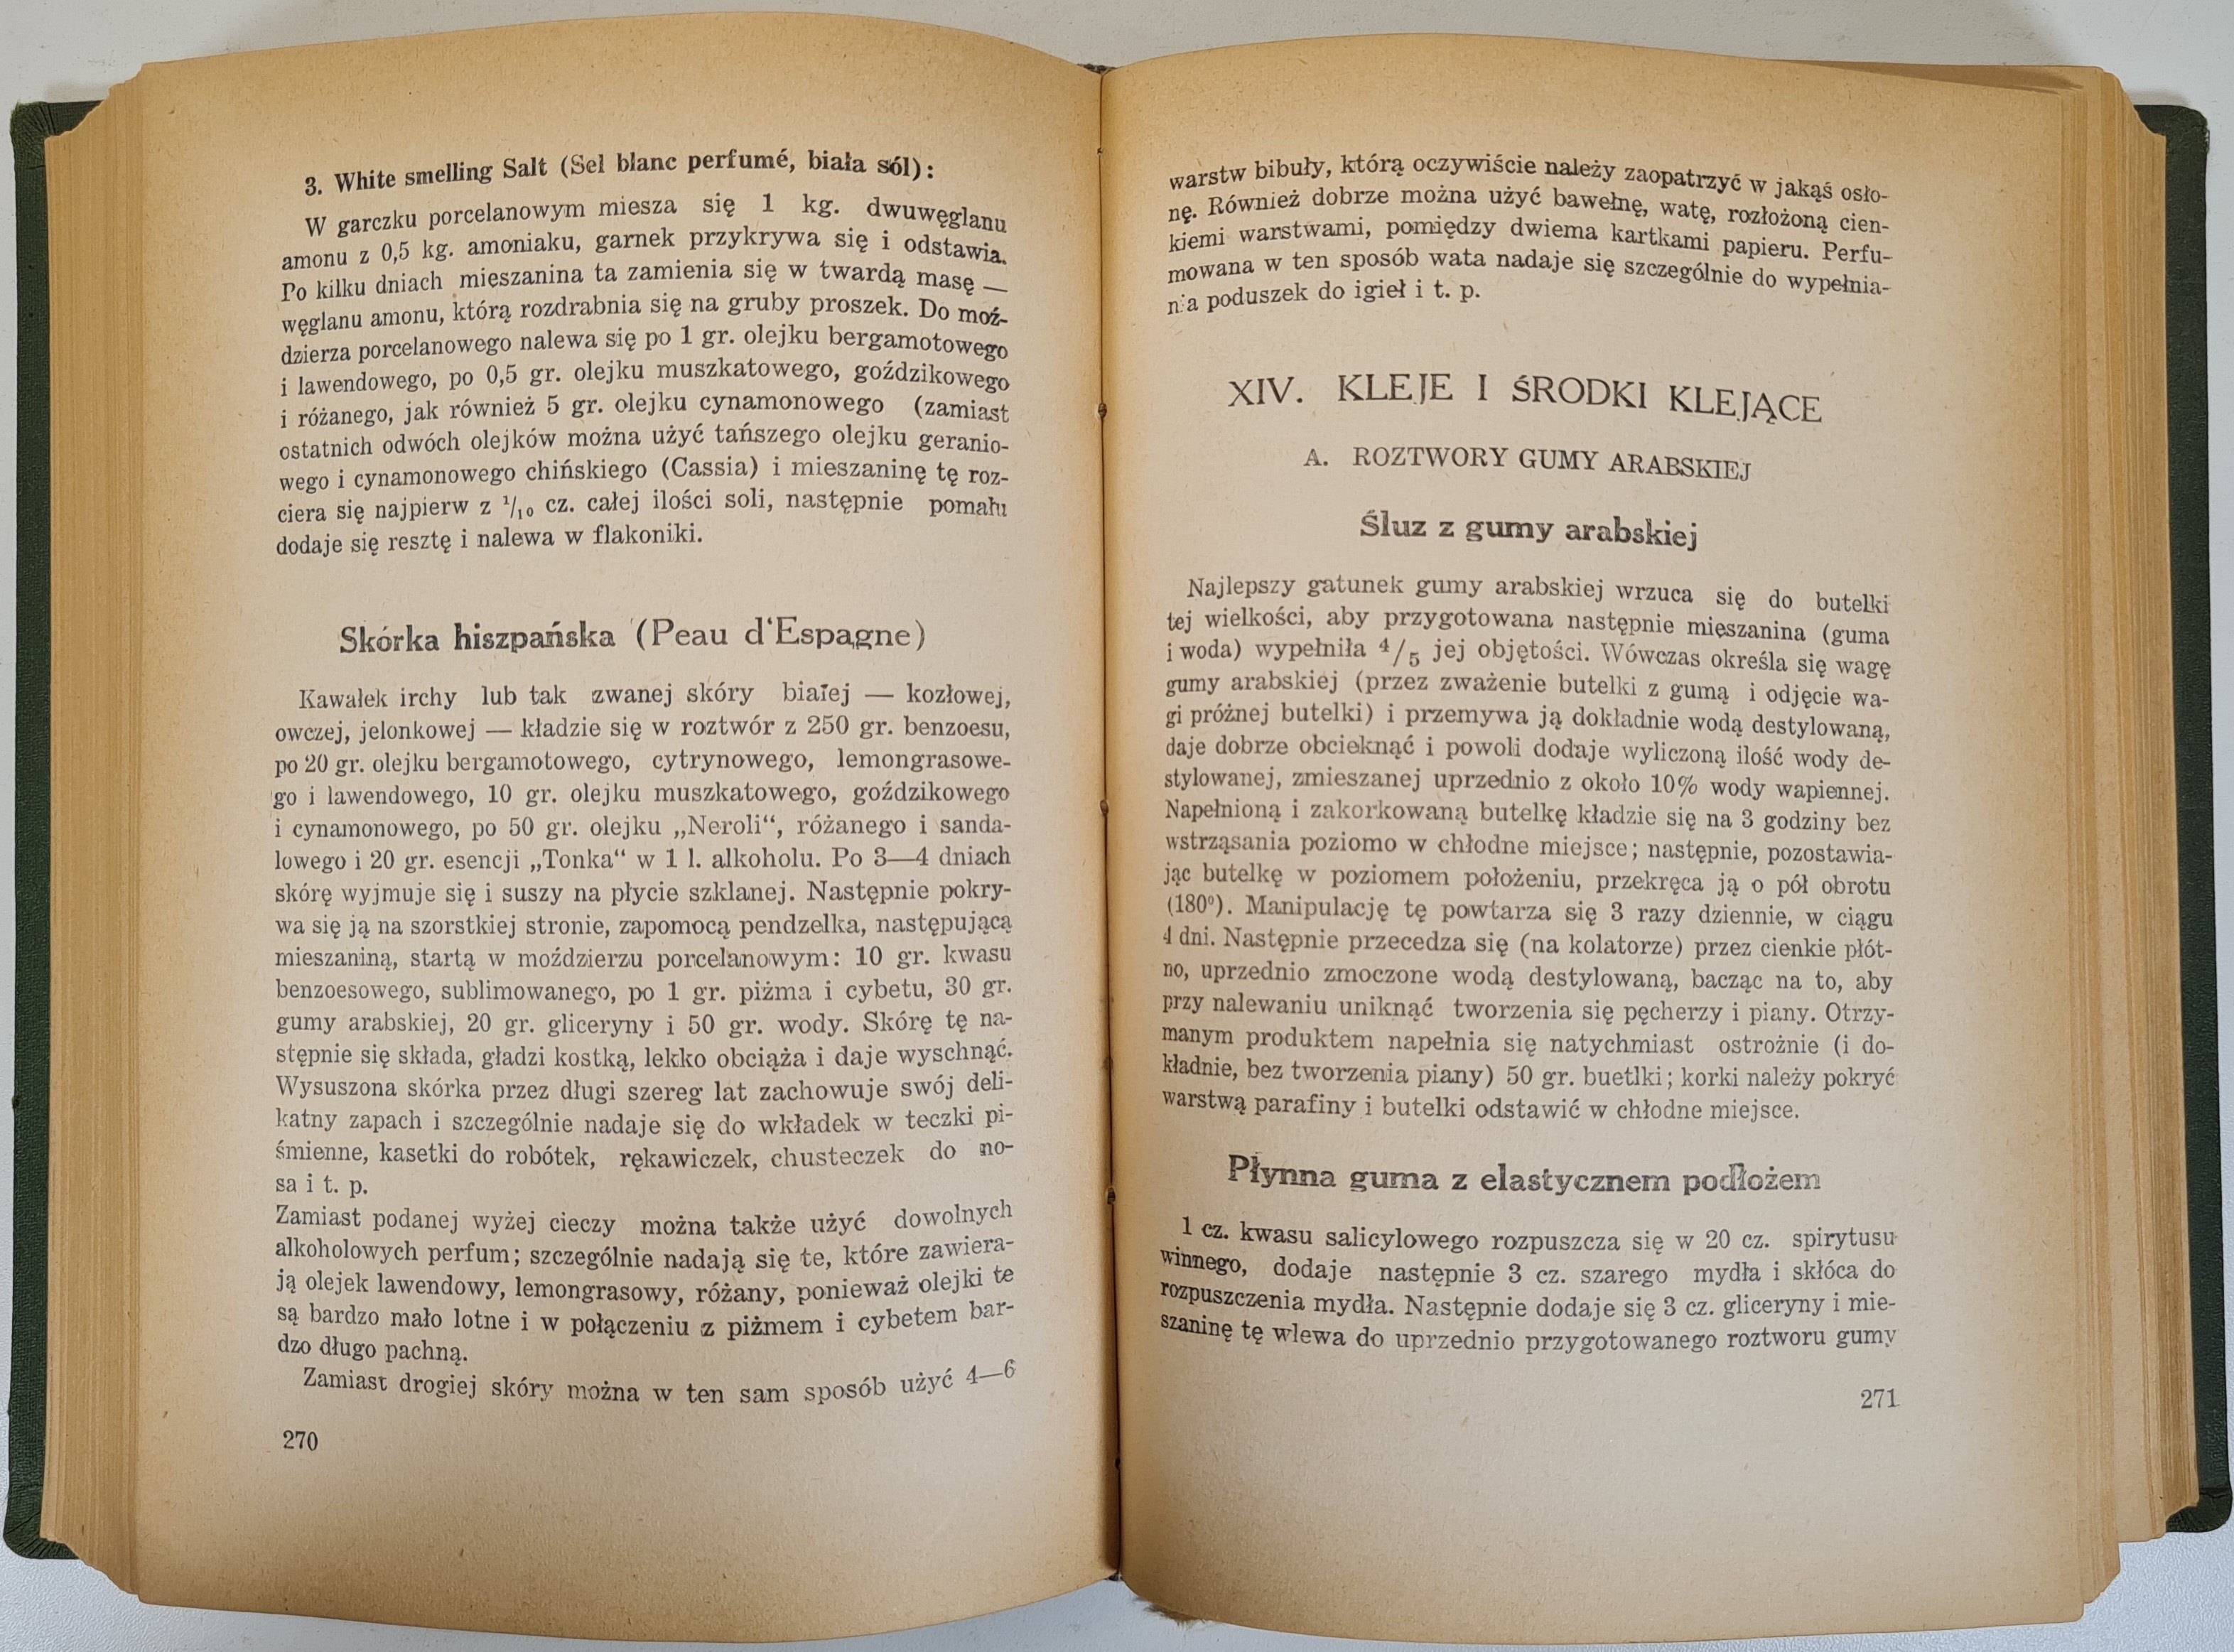 3. White smelling Salt (Sel blanc perfumé, biała sól):
W garczku porcelanowym miesza się 1 kg. dwuwęglanu
amonu z 0,5 kg. amoniaku, garnek przykrywa się i odstawia.
Po kilku dniach mięszanina ta zamienia się w twardą masę —
węglanu amonu, którą rozdrabnia się na gruby proszek. Do moź-
dzierza porcelanowego nalewa się po 1 gr. olejku bergamotowego
i lawendowego, po 0,5 gr. olejku muszkatowego, goździkowego
i różanego, jak również 5 gr. olejku cynamonowego (zamiast
ostatnich odwóch olejków można użyć tańszego olejku geranio-
wego i cynamonowego chińskiego (Cassia) i mieszaninę tę roz-
ciera się najpierw z 1/10 cz. całej ilości soli, następnie pomału
dodaje się resztę i nalewa w flakoniki.
Skórka hiszpańska (Peau d‘Espagne)
Kawałek irchy lub tak zwanej skóry białej — kozłowej,
owczej, jelonkowej — kładzie się w roztwór z 250 gr. benzoesu,
po 20 gr. olejku bergamotowego, cytrynowego, lemongrasowe-
go i lawendowego, 10 gr. olejku muszkatowego, goździkowego
i cynamonowego, po 50 gr. olejku „Neroli“, różanego i sanda-
lowego i 20 gr. esencji „Tonka“ w 1 l. alkoholu. Po 3—4 dniach
skórę wyjmuje się i suszy na płycie szklanej. Następnie pokry-
wa się ją na szorstkiej stronie, zapomocą pendzelka, następującą
mieszaniną, startą w moździerzu porcelanowym: 10 gr. kwasu
benzoesowego, sublimowanego, po 1 gr. piżma i cybetu, 30 gr.
gumy arabskiej, 20 gr. gliceryny i 50 gr. wody. Skórę tę na-
stępnie się składa, gładzi kostką, lekko obciąża i daje wyschnąć.
Wysuszona skórka przez długi szereg lat zachowuje swój deli-
katny zapach i szczególnie nadaje się do wkładek w teczki pi-
śmienne, kasetki do robótek, rękawiczek, chusteczek do no-
sa i t. p.
Zamiast podanej wyżej cieczy można także użyć dowolnych
alkoholowych perfum; szczególnie nadają się te, które zawiera-
ją olejek lawendowy, lemongrasowy, różany, ponieważ olejki te
są bardzo mało lotne i w połączeniu z piżmem i cybetem bar-
dzo długo pachną.
Zamiast drogiej skóry można w ten sam sposób użyć 4—6
270
warstw bibuły, którą oczywiście należy zaopatrzyć w jakąś osło-
nę. Również dobrze można użyć bawełnę, watę, rozłożoną cien-
kiemi warstwami, pomiędzy dwiema kartkami papieru. Perfu-
mowana w ten sposób wata nadaje się szczególnie do wypełnia-
nia poduszek do igieł i t. p.
XIV. KLEJE I ŚRODKI KLEJĄCE
A. ROZTWORY GUMY ARABSKIEJ
Śluz z gumy arabskiej
Najlepszy gatunek gumy arabskiej wrzuca się do butelki
tej wielkości, aby przygotowana następnie mięszanina (guma
i woda) wypełniła 4/5 jej objętości. Wówczas określa się wagę
gumy arabskiej (przez zważenie butelki z gumą i odjęcie wa-
gi próżnej butelki) i przemywa ją dokładnie wodą destylowaną,
daje dobrze obcieknąć i powoli dodaje wyliczoną ilość wody de-
stylowanej, zmieszanej uprzednio z około 10% wody wapiennej.
Napełnioną i zakorkowaną butelkę kładzie się na 3 godziny bez
wstrząsania poziomo w chłodne miejsce; następnie, pozostawia-
jąc butelkę w poziomem położeniu, przekręca ją o pół obrotu
(180°). Manipulację tę powtarza się 3 razy dziennie, w ciągu
4 dni. Następnie przecedza się (na kolatorze) przez cienkie płót-
no, uprzednio zmoczone wodą destylowaną, bacząc na to, aby
przy nalewaniu uniknąć tworzenia się pęcherzy i piany. Otrzy-
manym produktem napełnia się natychmiast ostrożnie (i do-
kładnie, bez tworzenia piany) 50 gr. buetlki; korki należy pokryć
warstwą parafiny i butelki odstawić w chłodne miejsce.
Płynna guma z elastycznem podłożem
1 cz. kwasu salicylowego rozpuszcza się w 20 cz. spirytusu
winnego, dodaje następnie 3 cz. szarego mydła i skłóca do
rozpuszczenia mydła. Następnie dodaje się 3 cz. gliceryny i mie-
szaninę tę wlewa do uprzednio przygotowanego roztworu gumy
271